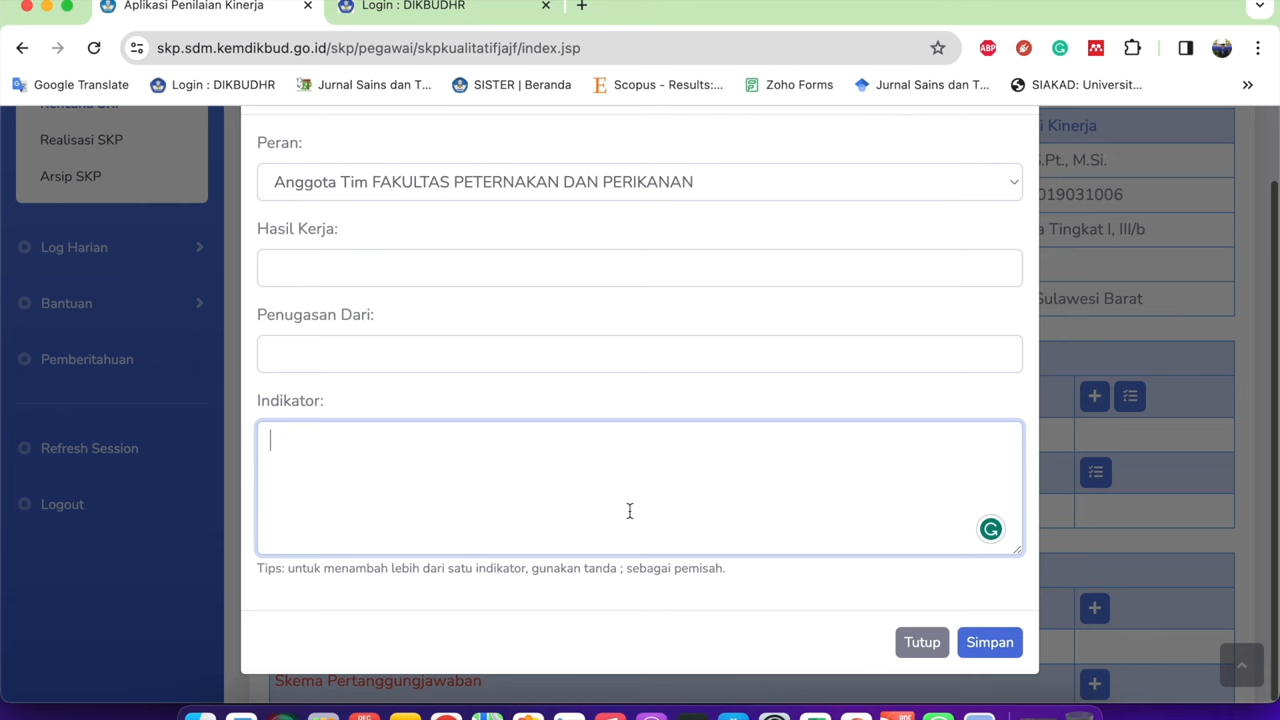 Aplikasi Penilaian Kinerja
Login : DIKBUDHR
skp.sdm.kemdikbud.go.id/skp/pegawai/skpkualitatifjajf/index.jsp
ABP
Google Translate
Login : DIKBUDHR
Jurnal Sains dan T...
SISTER | Beranda
Scopus - Results:...
Zoho Forms
Jurnal Sains dan T...
SIAKAD: Universit...
Realisasi SKP
Arsip SKP
Log Harian
Bantuan
Pemberitahuan
Refresh Session
Logout
Peran:
Anggota Tim FAKULTAS PETERNAKAN DAN PERIKANAN
Hasil Kerja:
Penugasan Dari:
Indikator:
Tips: untuk menambah lebih dari satu indikator, gunakan tanda ; sebagai pemisah.
Tutup
Simpan
i Kinerja
S.Pt., M.Si.
019031006
a Tingkat I, III/b
Sulawesi Barat
Skema Pertanggungjawaban